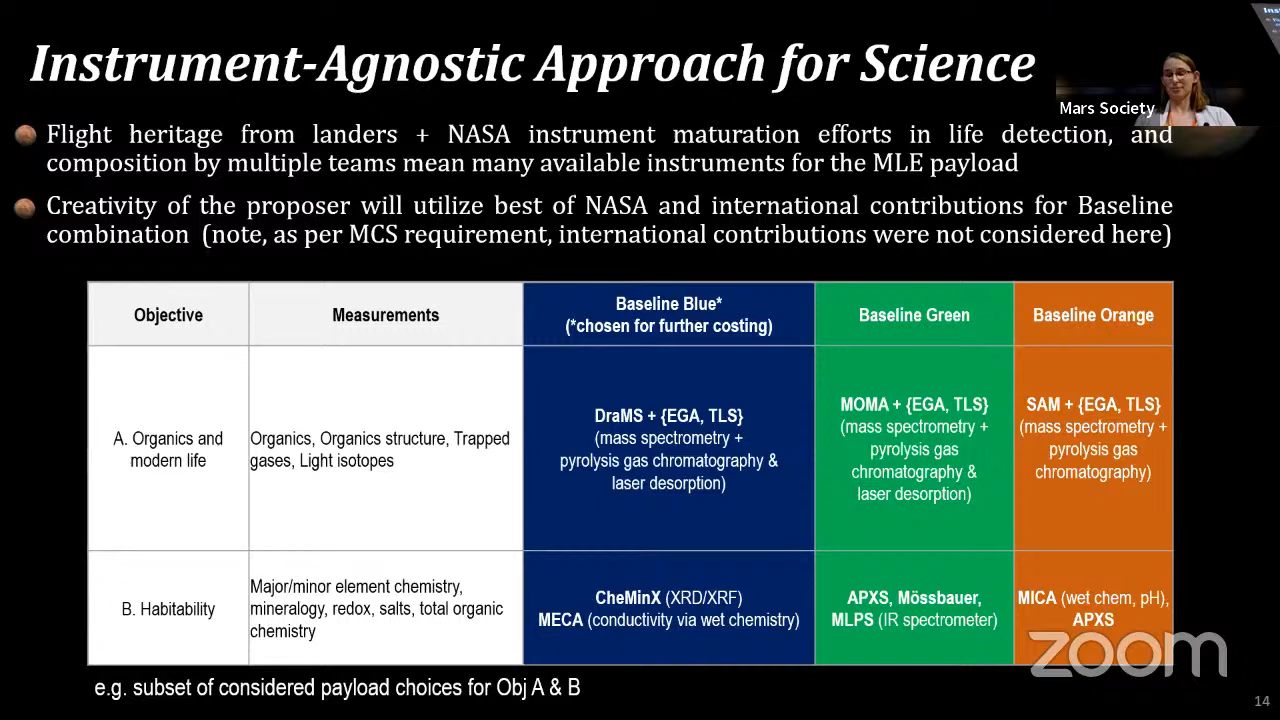 Instrument-Agnostic Approach for Science
Mars Society
Flight heritage from landers + NASA instrument maturation efforts in life detection, and
composition by multiple teams mean many available instruments for the MLE payload
Creativity of the proposer will utilize best of NASA and international contributions for Baseline
combination (note, as per MCS requirement, international contributions were not considered here)
Objective
Measurements
Baseline Blue*
(*chosen for further costing)
Baseline Green
Baseline Orange
A. Organics and
modern life
Organics, Organics structure, Trapped
gases, Light isotopes
DraMS + {EGA, TLS}
(mass spectrometry +
pyrolysis gas chromatography &
laser desorption)
MOMA + {EGA, TLS}
(mass spectrometry +
pyrolysis gas
chromatography &
laser desorption)
SAM + {EGA, TLS}
(mass spectrometry +
pyrolysis gas
chromatography)
B. Habitability
Major/minor element chemistry,
mineralogy, redox, salts, total organic
chemistry
CheMinX (XRD/XRF)
MECA (conductivity via wet chemistry)
APXS, Mössbauer,
MLPS (IR spectrometer)
MICA (wet chem, pH),
APXS
zoom
e.g. subset of considered payload choices for Obj A & B
14